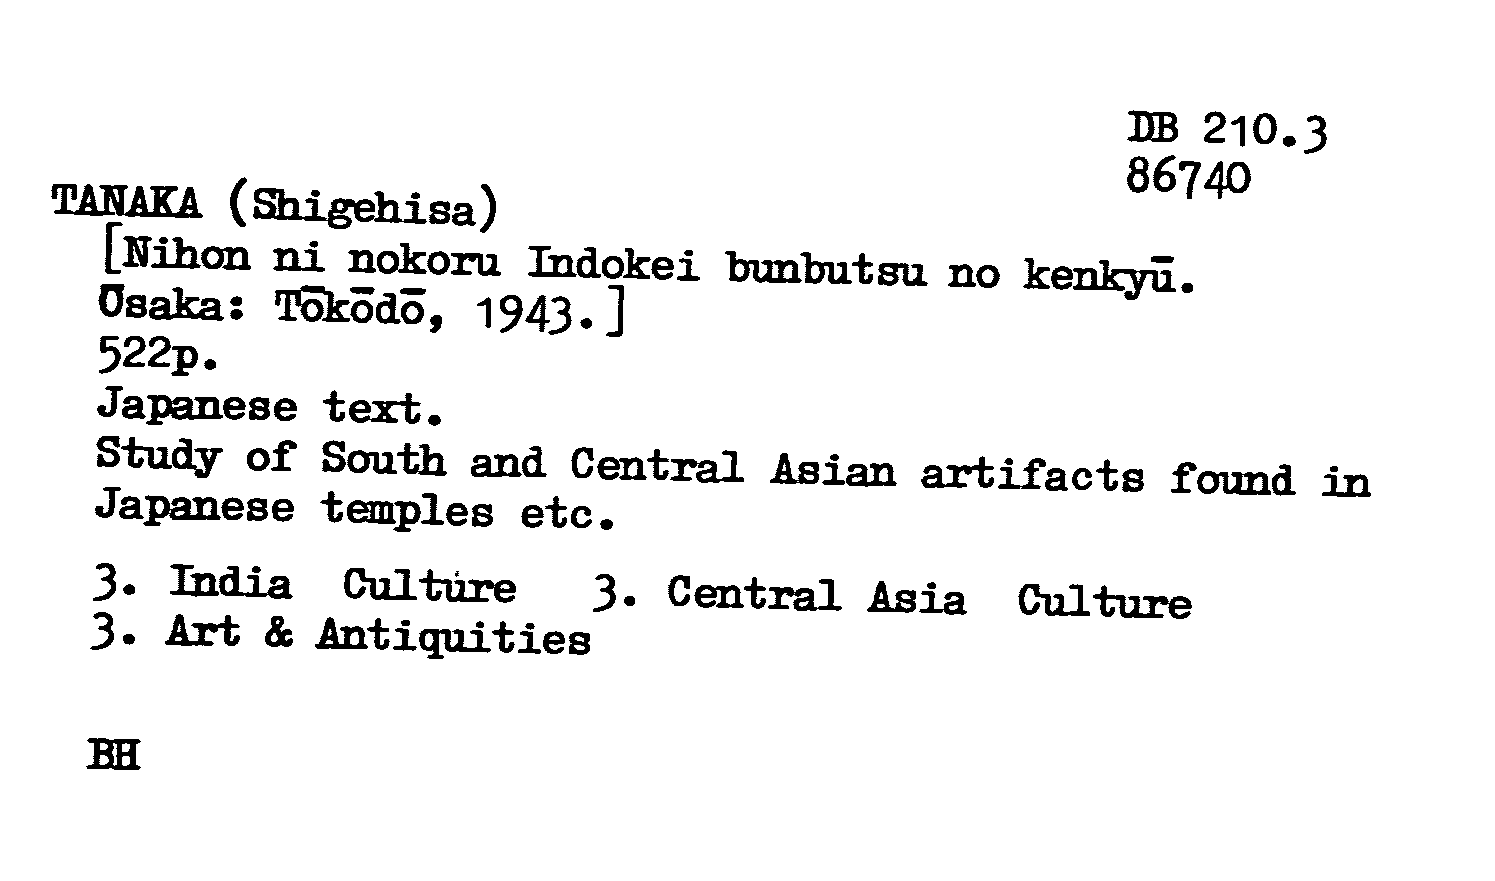 DB 210.3
86740
TANAKA (Shigehisa)
[Nihon ni nokoru Indokei bunbutsu no kenkyū.
Ōsaka: Tōkōdō, 1943.]
522p.
Japanese text.
Study of South and Central Asian artifacts found in
Japanese temples etc.
3. India Culture 3. Central Asia Culture
3. Art & Antiquities
BH